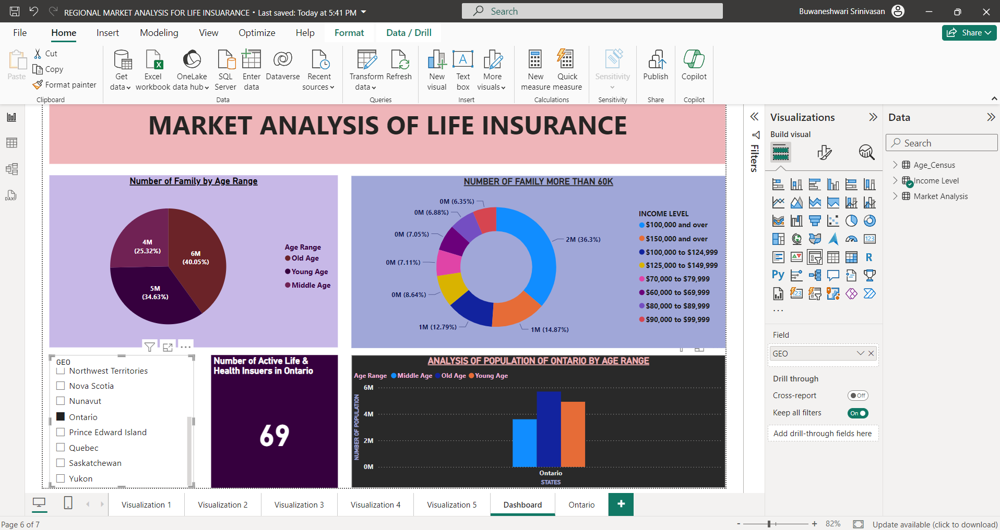 REGIONAL MARKET ANALYSIS FOR LIFE INSUARANCE • Last saved: Today at 5:41 PM
Search
Buwaneshwari Srinivasan
File Home Insert Modeling View Optimize Help Format Data / Drill
Share
Paste
Cut
Copy
Format painter
Clipboard
Get data
Excel workbook
OneLake data hub
SQL Server
Enter data
Dataverse
Recent sources
Data
Transform data
Refresh
Queries
New visual
Text box
More visuals
Insert
New measure
Quick measure
Calculations
Sensitivity
Sensitivity
Publish
Share
Copilot
Copilot
DAX
MARKET ANALYSIS OF LIFE INSURANCE
Number of Family by Age Range
4M
(25.32%)
6M
(40.05%)
5M
(34.63%)
Age Range
Old Age
Young Age
Middle Age
NUMBER OF FAMILY MORE THAN 60K
0M (6.35%)
0M (6.88%)
0M (7.05%)
0M (7.11%)
0M (8.64%)
1M (12.79%)
1M (14.87%)
2M (36.3%)
INCOME LEVEL
$100,000 and over
$150,000 and over
$100,000 to $124,999
$125,000 to $149,999
$70,000 to $79,999
$60,000 to $69,999
$80,000 to $89,999
$90,000 to $99,999
GEO
Northwest Territories
Nova Scotia
Nunavut
Ontario
Prince Edward Island
Quebec
Saskatchewan
Yukon
Number of Active Life &
Health Insuers in Ontario
69
ANALYSIS OF POPULATION OF ONTARIO BY AGE RANGE
Age Range Middle Age Old Age Young Age
NUMBER OF POPULATION
6M
4M
2M
0M
Ontario
STATES
Filters
Visualizations
Build visual
123
R
Py
123
...
Field
GEO
Drill through
Cross-report Off
Keep all filters On
Add drill-through fields here
Data
Search
Age_Census
Income Level
Market Analysis
Visualization 1 Visualization 2 Visualization 3 Visualization 4 Visualization 5 Dashboard Ontario +
Page 6 of 7
- + 82%
Update available (click to download)